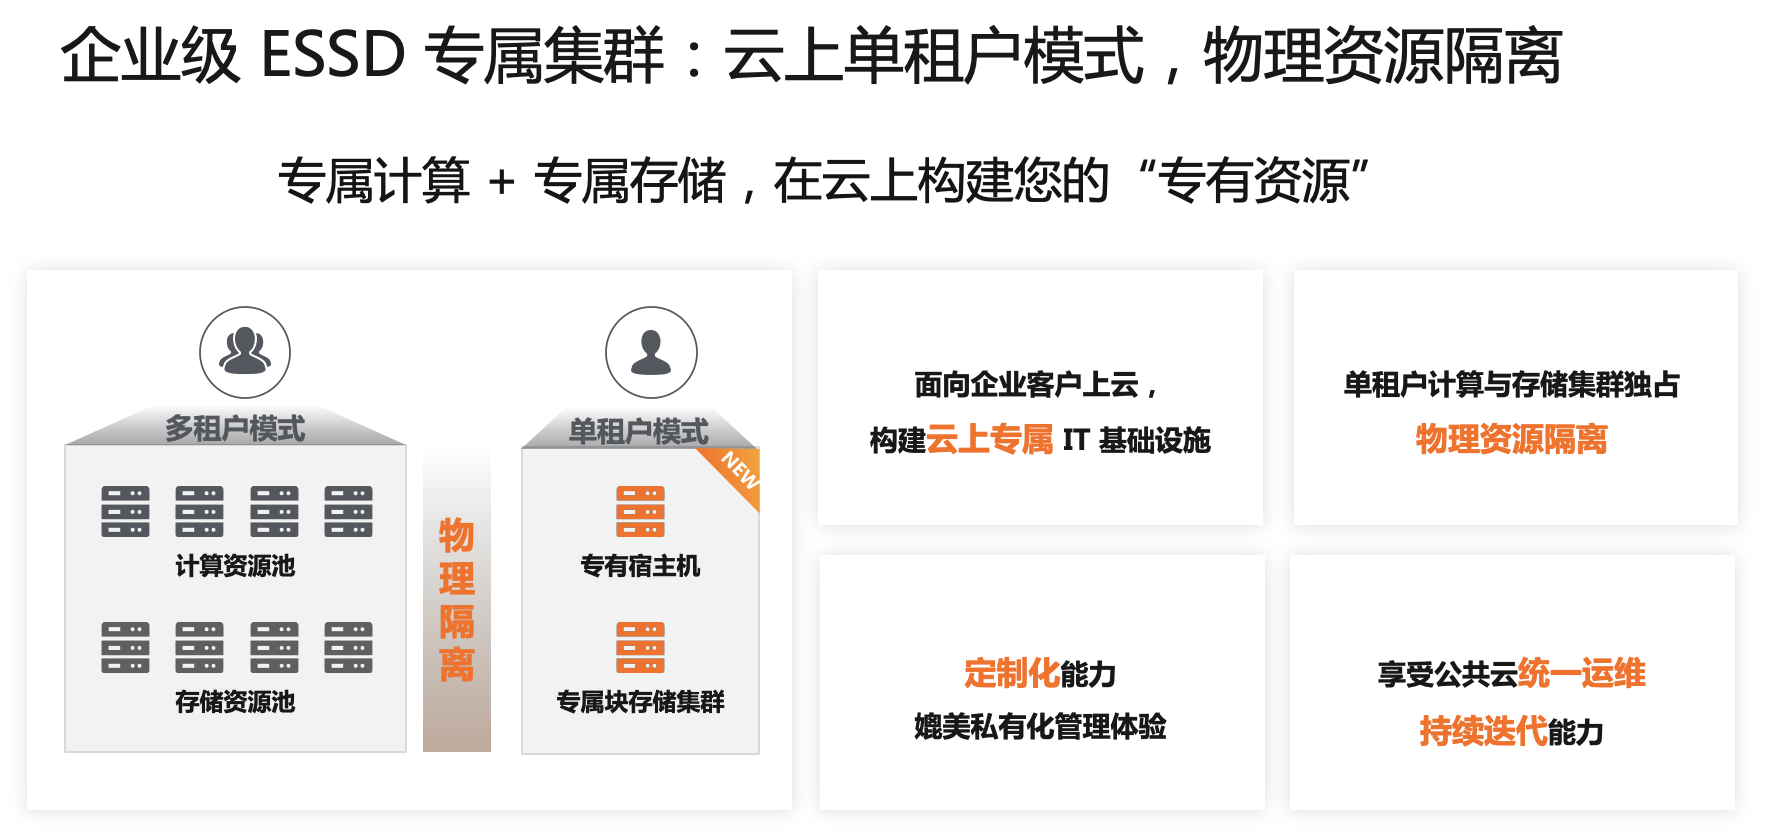 企业级 ESSD 专属集群：云上单租户模式，物理资源隔离
专属计算 + 专属存储，在云上构建您的“专有资源”
多租户模式
计算资源池
存储资源池
物
理
隔
离
单租户模式
NEW
专有宿主机
专属块存储集群
面向企业客户上云，
构建云上专属 IT 基础设施
单租户计算与存储集群独占
物理资源隔离
定制化能力
媲美私有化管理体验
享受公共云统一运维
持续迭代能力